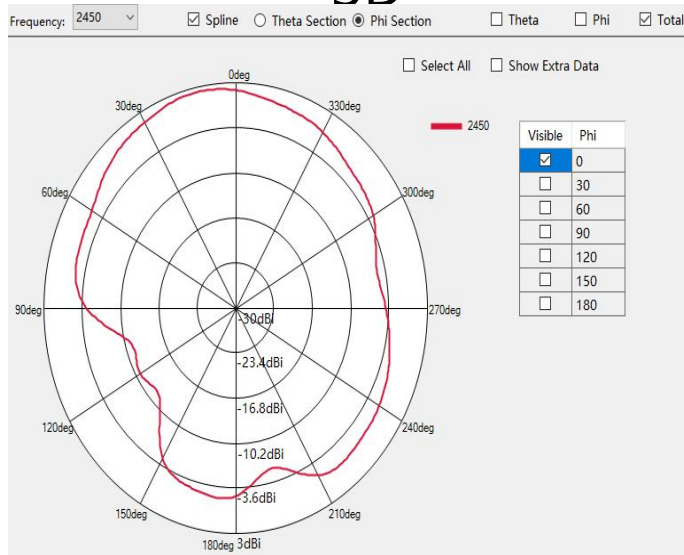 3D
Frequency: 2450 Spline Theta Section Phi Section Theta Phi Total
Select All Show Extra Data
0deg
30deg 330deg
2450
Visible Phi
0
30
60deg 300deg
60
90
120
150
90deg 270deg
180
-30dBi
-23.4dBi
-16.8dBi
120deg 240deg
-10.2dBi
-3.6dBi
150deg 210deg
180deg 3dBi